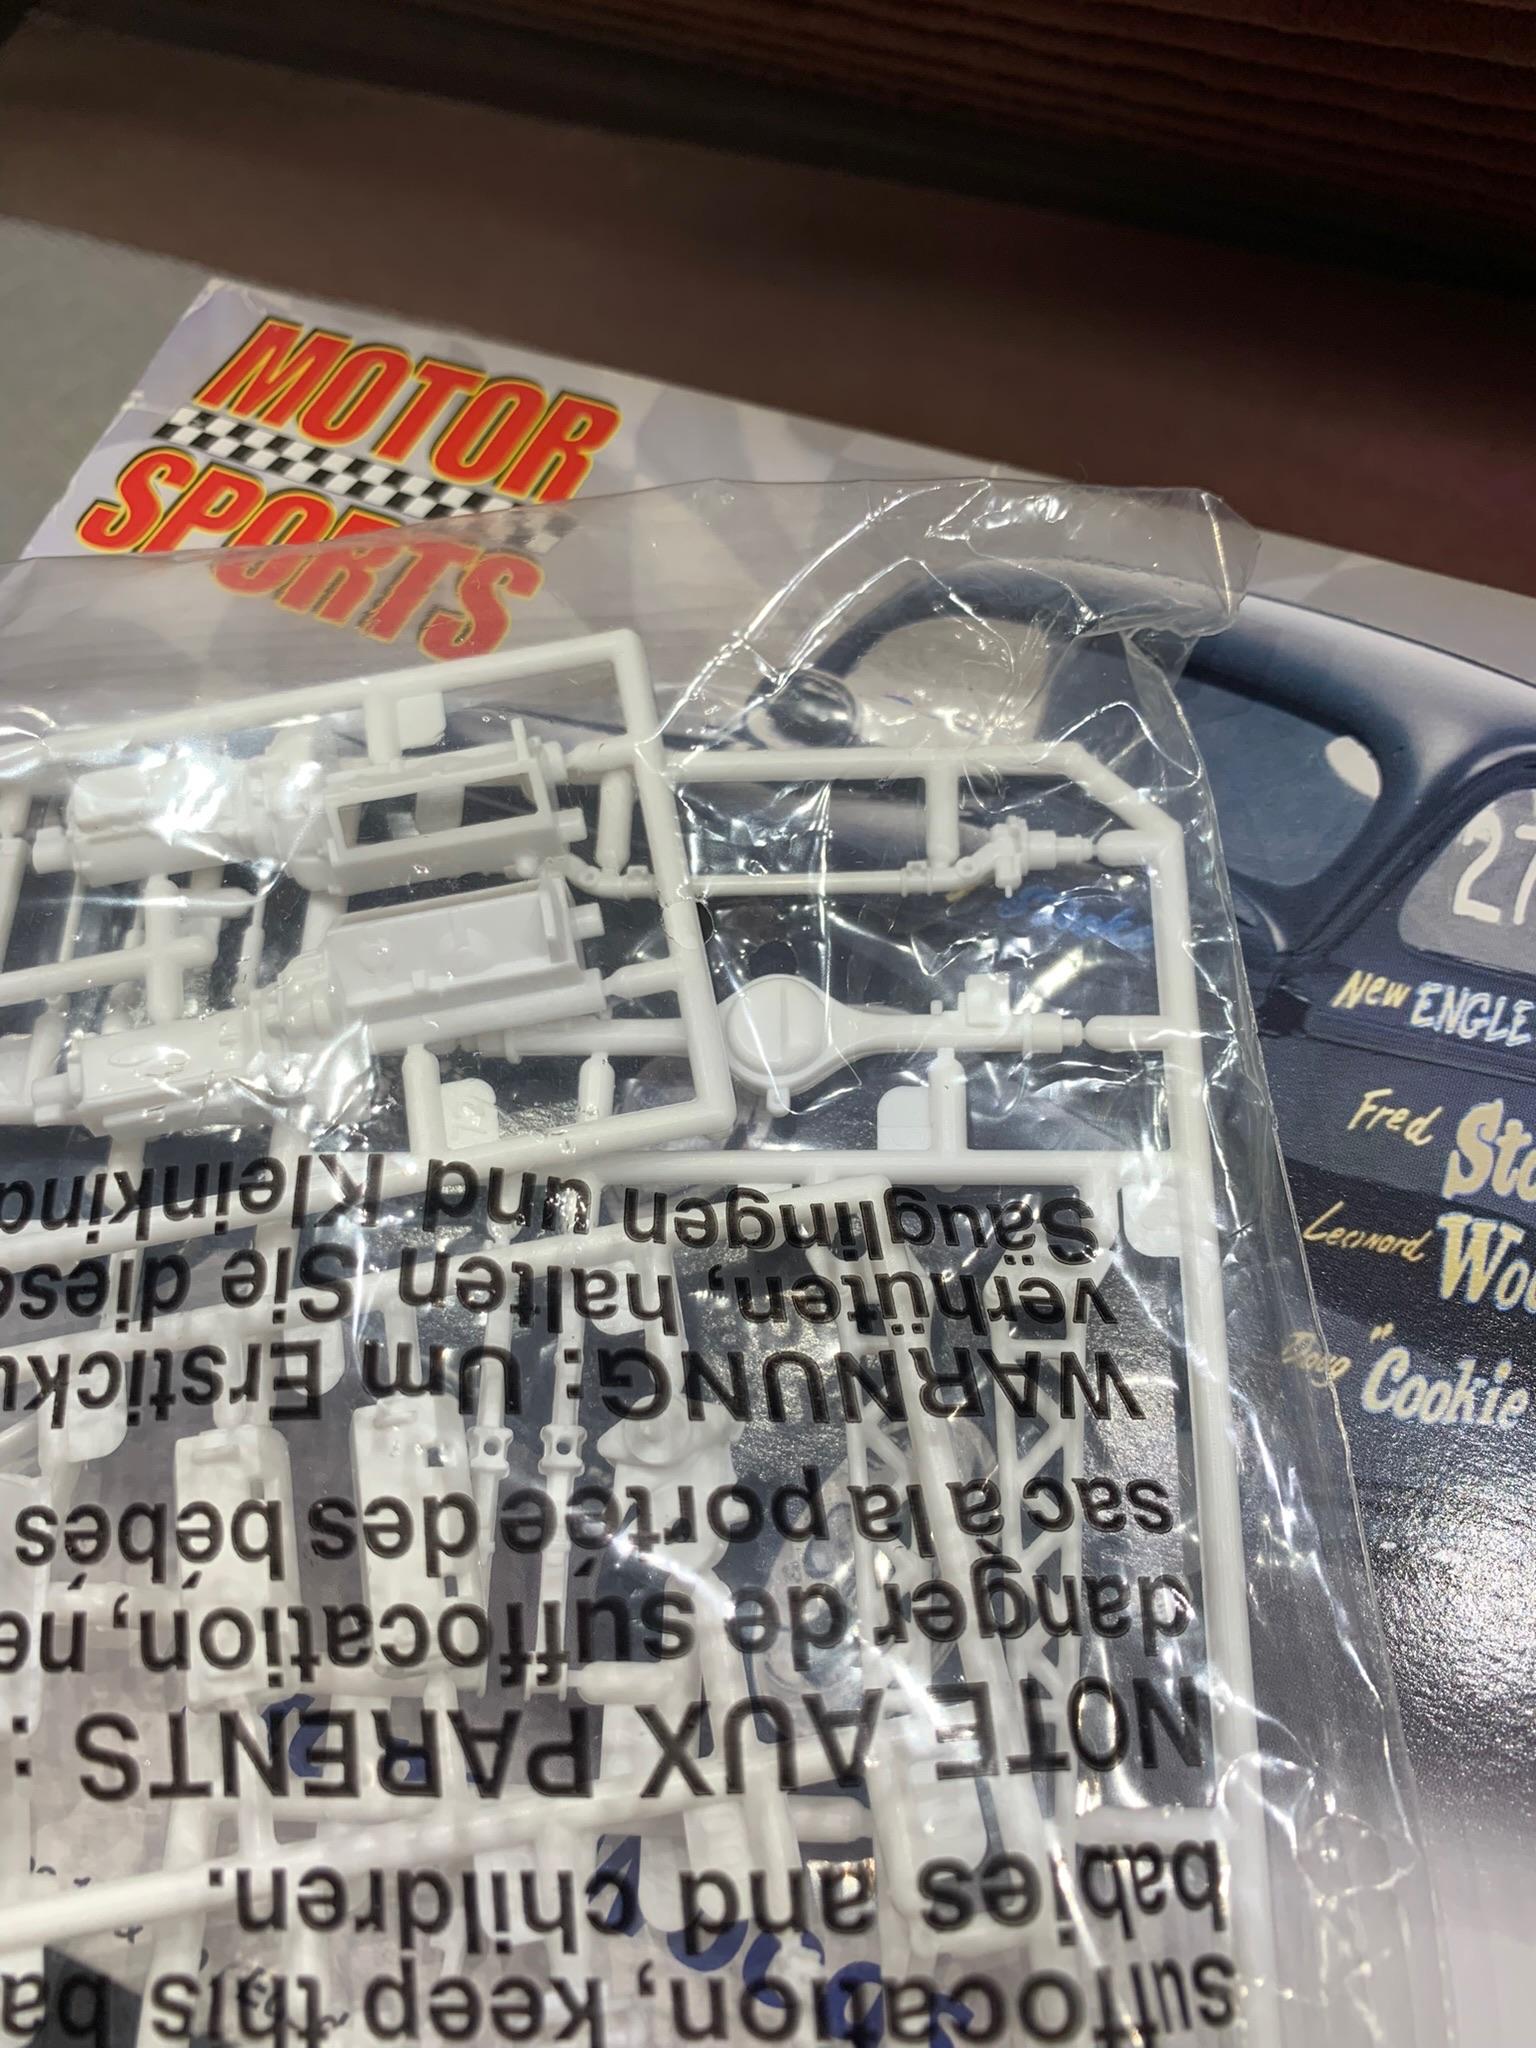 MOTOR
SPORTS
27
New ENGLE
Fred Sto
Leonard Woo
Doug "Cookie
suffocation, keep this ba
babies and children.
NOTE AUX PARENTS :
danger de suffocation, ne
sac à la portée des bébés
WARNUNG: Um Ersticku
verhüten, halten Sie diese
Säuglingen und Kleinkind